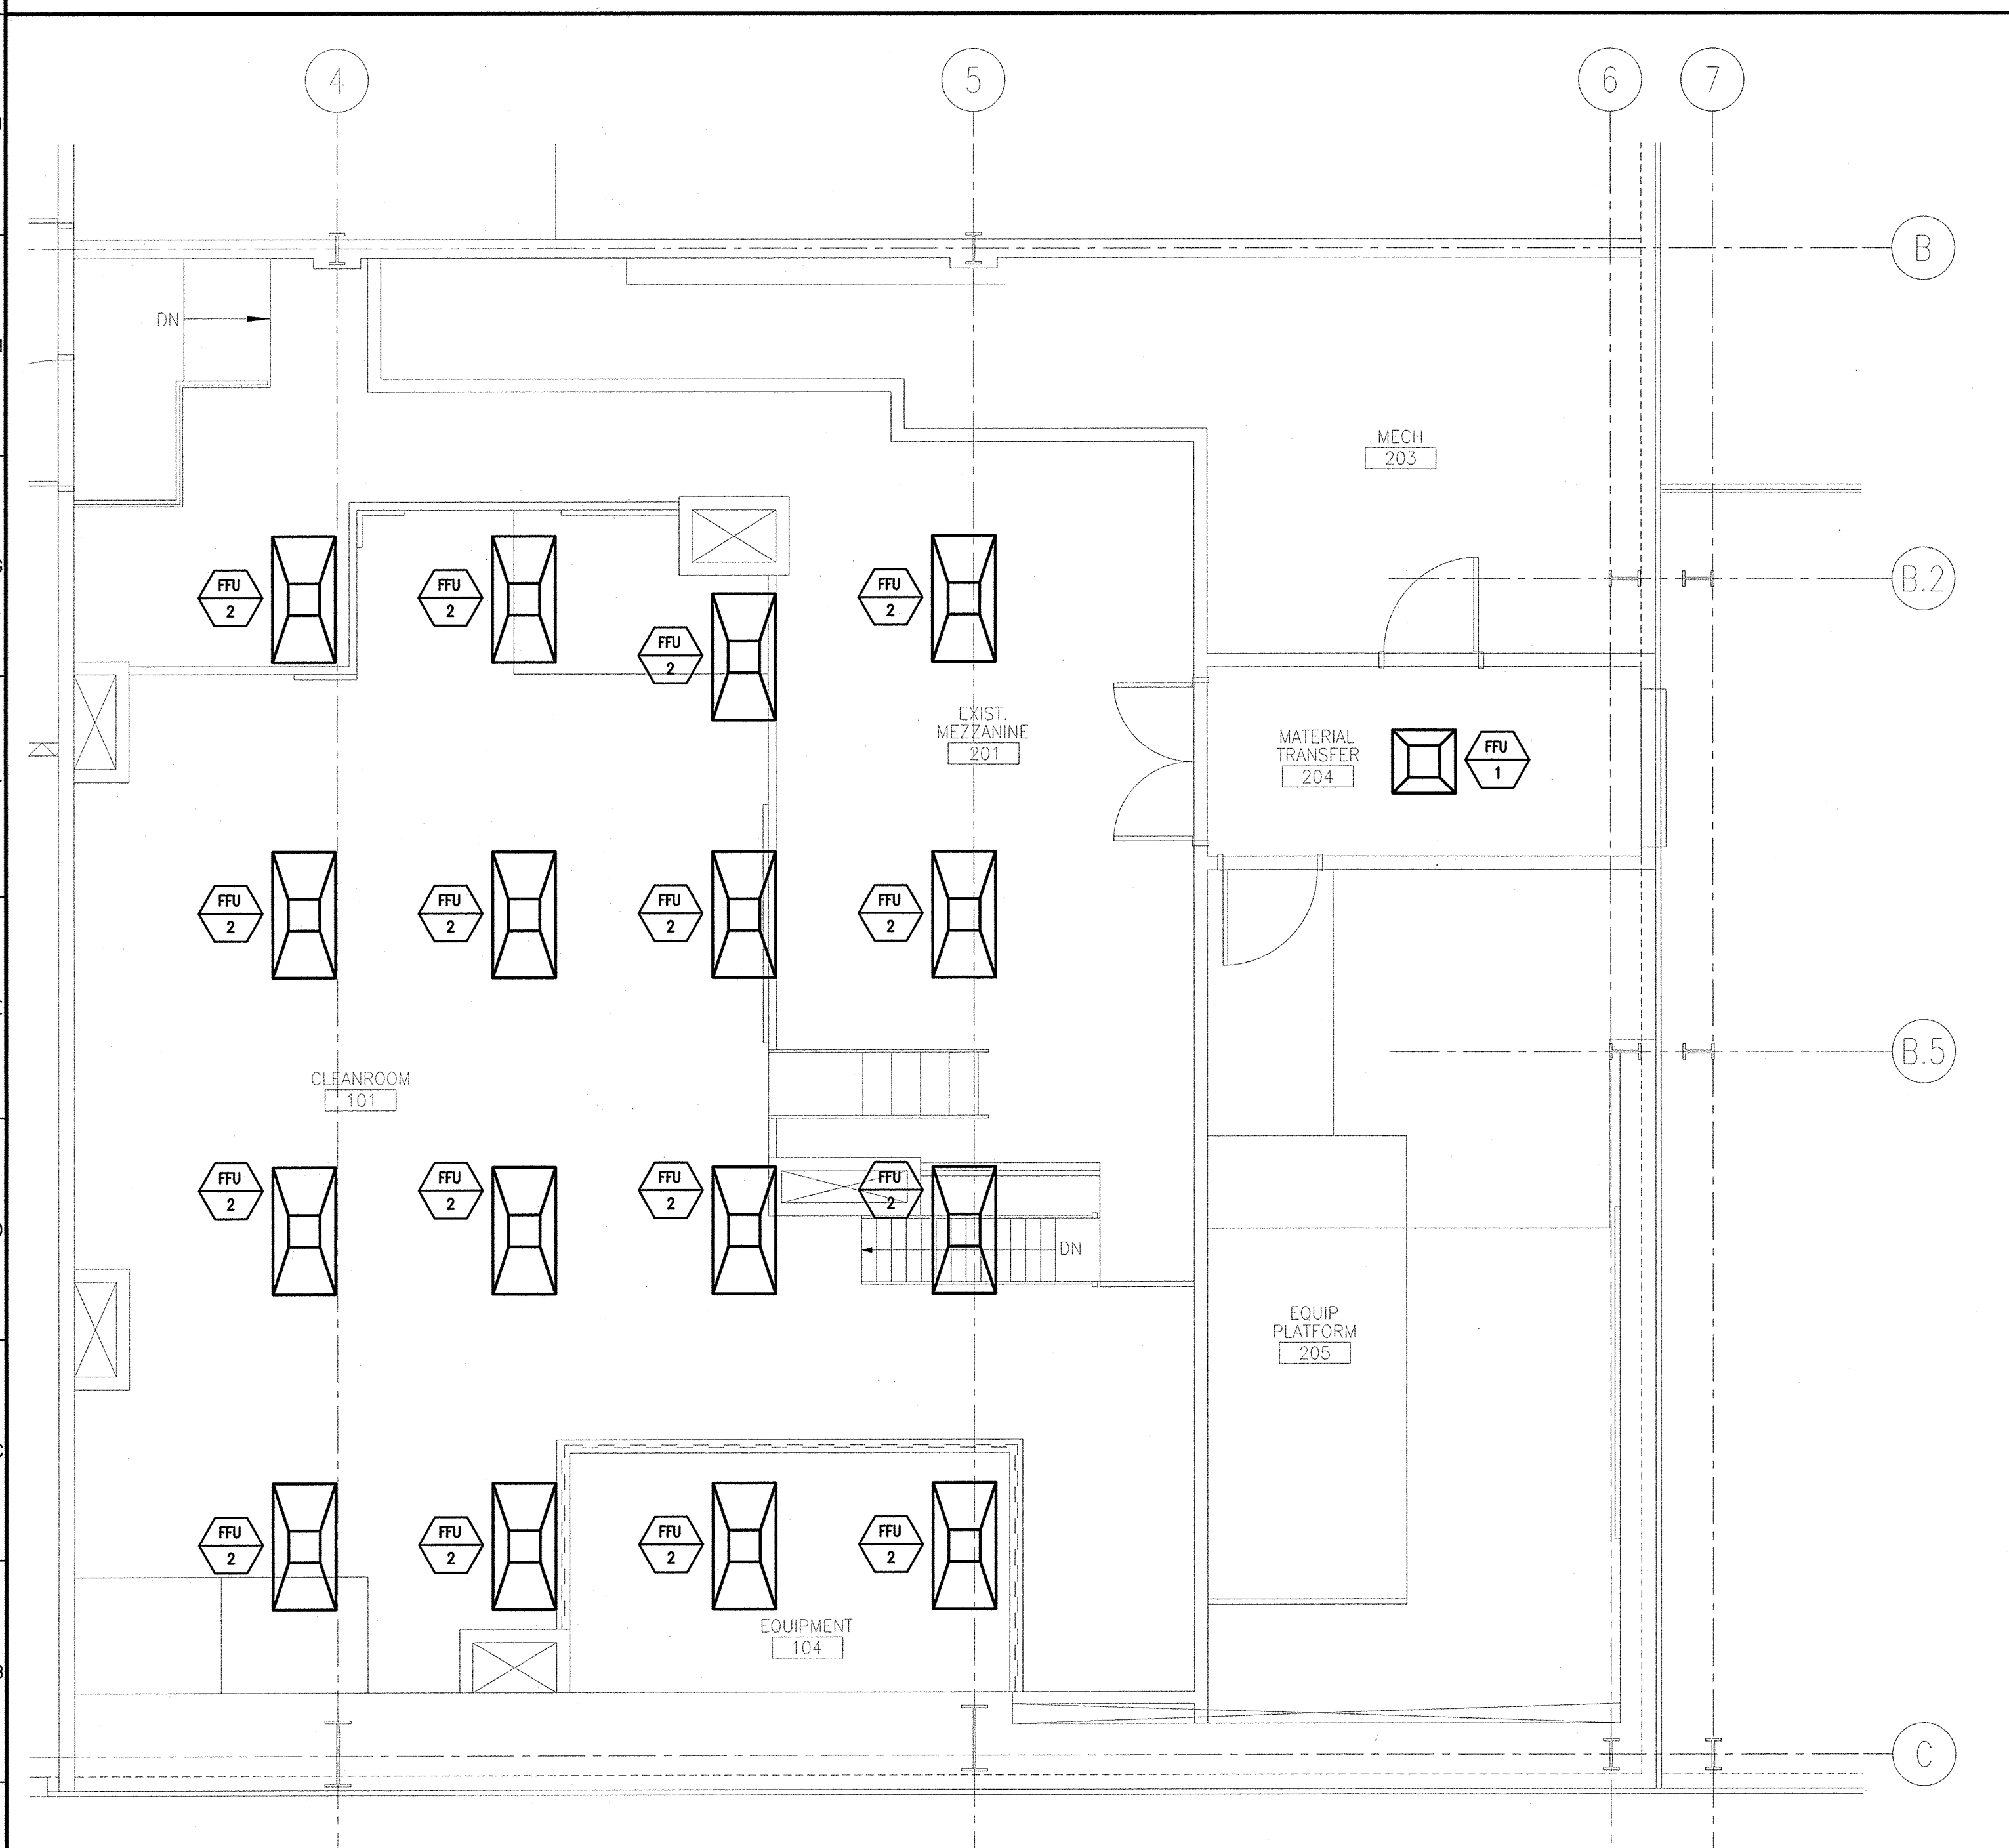 4
5
6
7
B
DN
MECH
203
FFU
2
FFU
2
FFU
2
B.2
FFU
2
EXIST.
MEZZANINE
201
MATERIAL
TRANSFER
204
FFU
1
FFU
2
FFU
2
FFU
2
FFU
2
B.5
CLEANROOM
101
FFU
2
FFU
2
FFU
2
FFU
2
DN
EQUIP
PLATFORM
205
FFU
2
FFU
2
FFU
2
FFU
2
EQUIPMENT
104
C